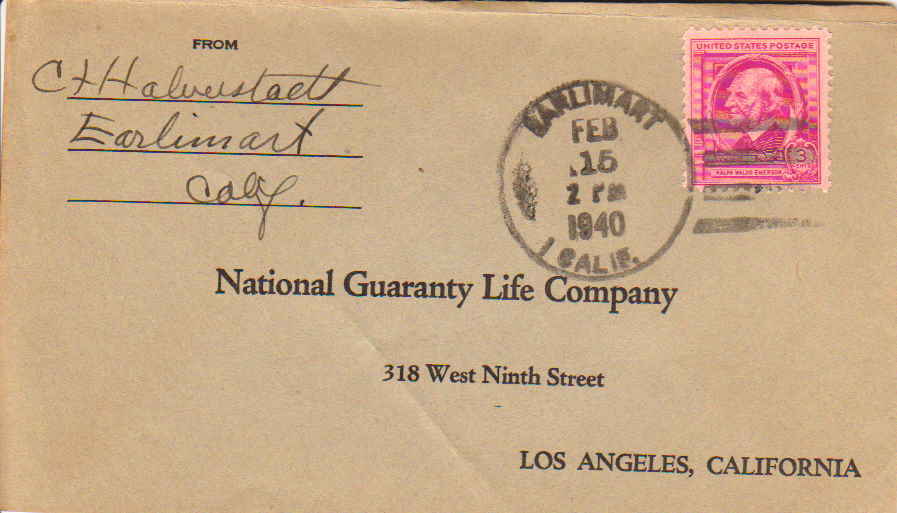 FROM
C H Halverstadt
Earlimart
Calif.
UNITED STATES POSTAGE
3
CENTS
RALPH WALDO EMERSON
EARLIMART
FEB
15
2 PM
1940
CALIF.
National Guaranty Life Company
318 West Ninth Street
LOS ANGELES, CALIFORNIA